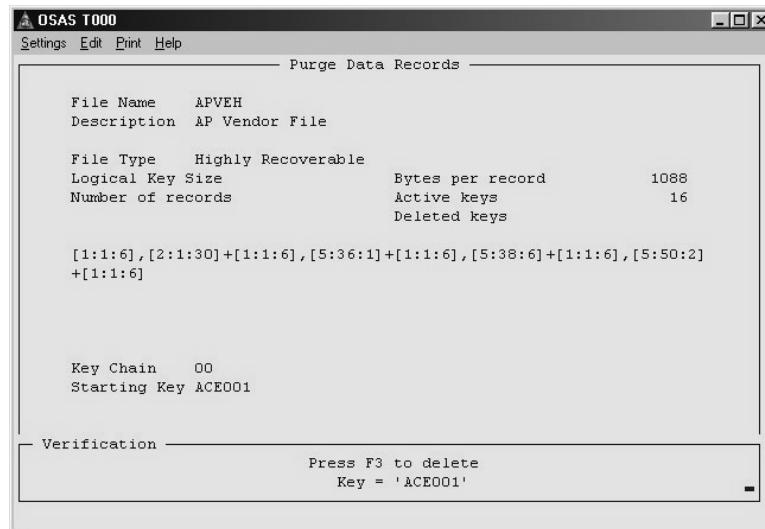 OSAS T000
Settings Edit Print Help
Purge Data Records
File Name APVEH
Description AP Vendor File
File Type Highly Recoverable
Logical Key Size Bytes per record 1088
Number of records Active keys 16
Deleted keys
[1:1:6],[2:1:30]+[1:1:6],[5:36:1]+[1:1:6],[5:38:6]+[1:1:6],[5:50:2]
+[1:1:6]
Key Chain 00
Starting Key ACE001
Verification
Press F3 to delete
Key = 'ACE001'